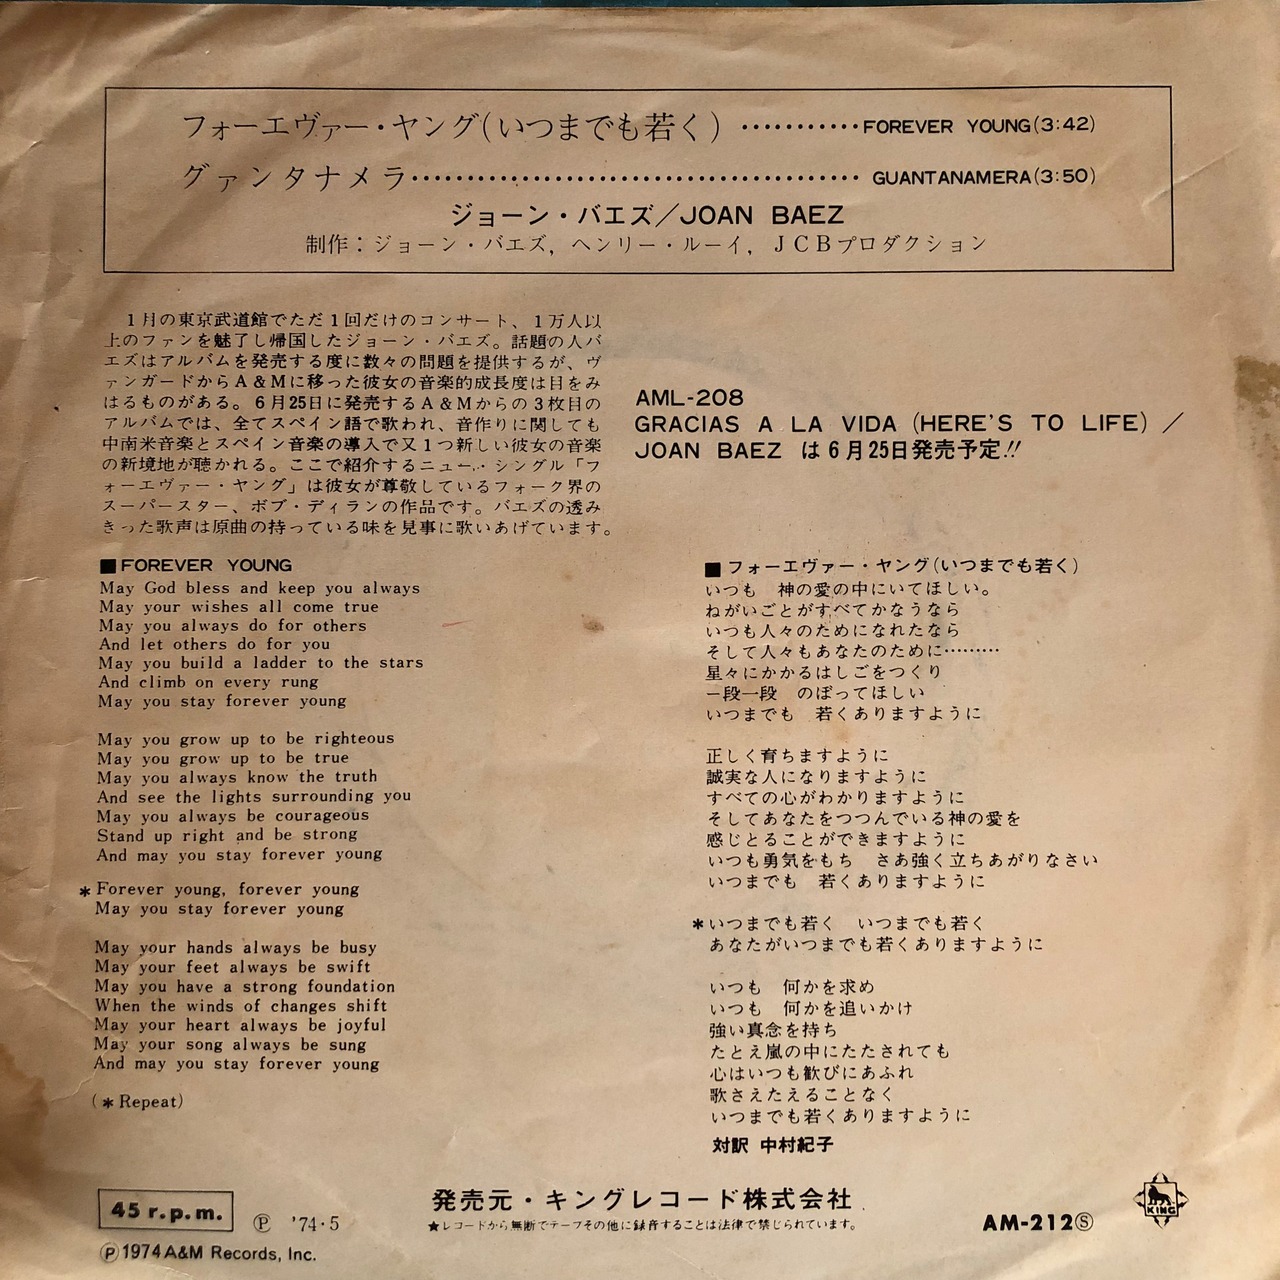 フォーエヴァー・ヤング(いつまでも若く) ・・・・・・・・・・・FOREVER YOUNG(3:42)
グァンタナメラ・・・・・・・・・・・・・・・・・・・・・・・・・・・・・・・・・・・・・・・・ GUANTANAMERA(3:50)
ジョーン・バエズ／JOAN BAEZ
制作：ジョーン・バエズ, ヘンリー・ルーイ, JCBプロダクション
1月の東京武道館でただ1回だけのコンサート、1万人以
上のファンを魅了し帰国したジョーン・バエズ。話題の人バ
エズはアルバムを発売する度に数々の問題を提供するが、ヴ
ァンガードからA&Mに移った彼女の音楽的成長度は目をみ
はるものがある。6月25日に発売するA&Mからの3枚目の
アルバムでは、全てスペイン語で歌われ、音作りに関しても
中南米音楽とスペイン音楽の導入で又1つ新しい彼女の音楽
の新境地が聴かれる。ここで紹介するニュー・シングル「フ
ォーエヴァー・ヤング」は彼女が尊敬しているフォーク界の
スーパースター、ボブ・ディランの作品です。バエズの透み
きった歌声は原曲の持っている味を見事に歌いあげています。
AML-208
GRACIAS A LA VIDA (HERE'S TO LIFE) ／
JOAN BAEZ は6月25日発売予定!!
■FOREVER YOUNG
May God bless and keep you always
May your wishes all come true
May you always do for others
And let others do for you
May you build a ladder to the stars
And climb on every rung
May you stay forever young
May you grow up to be righteous
May you grow up to be true
May you always know the truth
And see the lights surrounding you
May you always be courageous
Stand up right and be strong
And may you stay forever young
＊Forever young, forever young
May you stay forever young
May your hands always be busy
May your feet always be swift
May you have a strong foundation
When the winds of changes shift
May your heart always be joyful
May your song always be sung
And may you stay forever young
(＊Repeat)
■フォーエヴァー・ヤング(いつまでも若く)
いつも 神の愛の中にいてほしい。
ねがいごとがすべてかなうなら
いつも人々のためになれたなら
そして人々もあなたのために………
星々にかかるはしごをつくり
一段一段 のぼってほしい
いつまでも 若くありますように
正しく育ちますように
誠実な人になりますように
すべての心がわかりますように
そしてあなたをつつんでいる神の愛を
感じとることができますように
いつも勇気をもち さあ強く立ちあがりなさい
いつまでも 若くありますように
＊いつまでも若く いつまでも若く
あなたがいつまでも若くありますように
いつも 何かを求め
いつも 何かを追いかけ
強い真念を持ち
たとえ嵐の中にたたされても
心はいつも歓びにあふれ
歌さえたえることなく
いつまでも若くありますように
対訳 中村紀子
45 r.p.m.
Ⓟ '74・5
Ⓟ1974 A&M Records, Inc.
発売元・キングレコード株式会社
★レコードから無断でテープその他に録音することは法律で禁じられています。
AM-212Ⓢ
KING